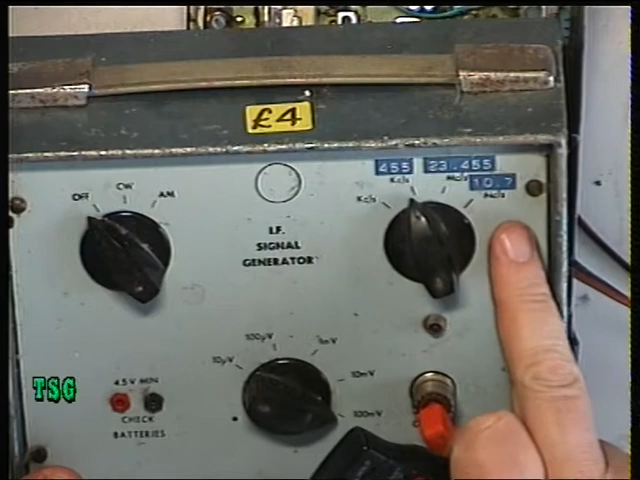 £4
455
23.455
10.7
Kc/s
Kc/s
Mc/s
Mc/s
OFF
CW
AM
I.F.
SIGNAL
GENERATOR
10µV
100µV
1mV
10mV
100mV
TSG
4.5V MIN
CHECK
BATTERIES